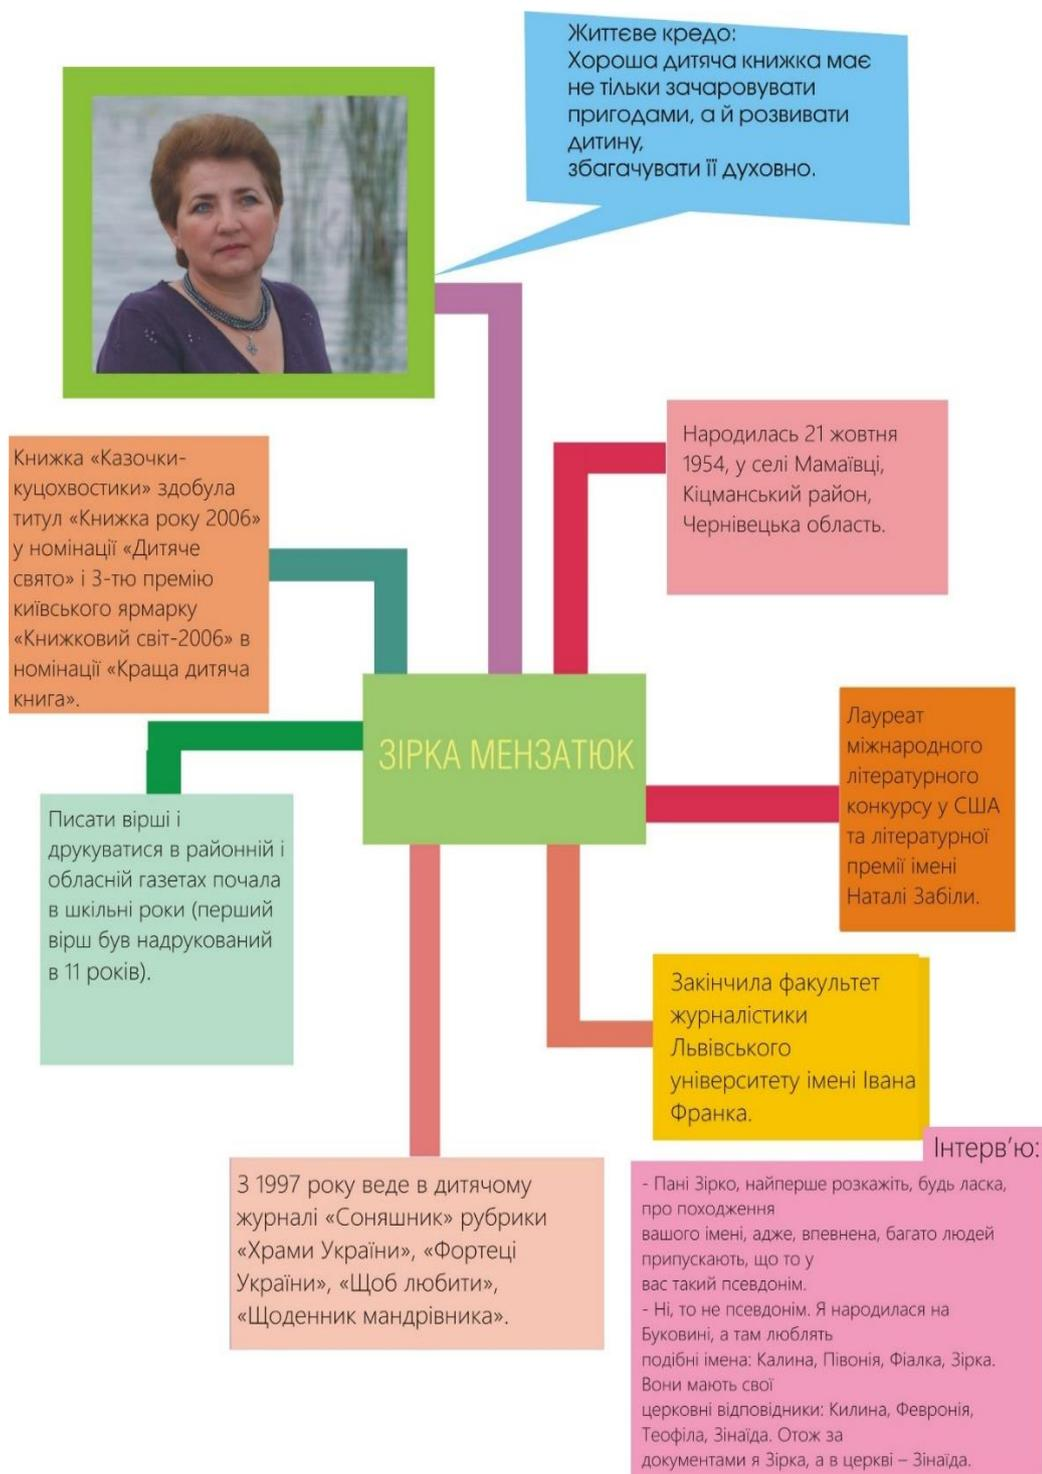 Життєве кредо:
Хороша дитяча книжка має
не тільки зачаровувати
пригодами, а й розвивати
дитину,
збагачувати її духовно.
Народилась 21 жовтня
1954, у селі Мамаївці,
Кіцманський район,
Чернівецька область.
Книжка «Казочки-
куцохвостики» здобула
титул «Книжка року 2006»
у номінації «Дитяче
свято» і 3-тю премію
київського ярмарку
«Книжковий світ-2006» в
номінації «Краща дитяча
книга».
ЗІРКА МЕНЗАТЮК
Лауреат
міжнародного
літературного
конкурсу у США
та літературної
премії імені
Наталі Забіли.
Писати вірші і
друкуватися в районній і
обласній газетах почала
в шкільні роки (перший
вірш був надрукований
в 11 років).
Закінчила факультет
журналістики
Львівського
університету імені Івана
Франка.
З 1997 року веде в дитячому
журналі «Соняшник» рубрики
«Храми України», «Фортеці
України», «Щоб любити»,
«Щоденник мандрівника».
Інтерв’ю:
- Пані Зірко, найперше розкажіть, будь ласка,
про походження
вашого імені, адже, впевнена, багато людей
припускають, що то у
вас такий псевдонім.
- Ні, то не псевдонім. Я народилася на
Буковині, а там люблять
подібні імена: Калина, Півонія, Фіалка, Зірка.
Вони мають свої
церковні відповідники: Килина, Февронія,
Теофіла, Зінаїда. Отож за
документами я Зірка, а в церкві – Зінаїда.